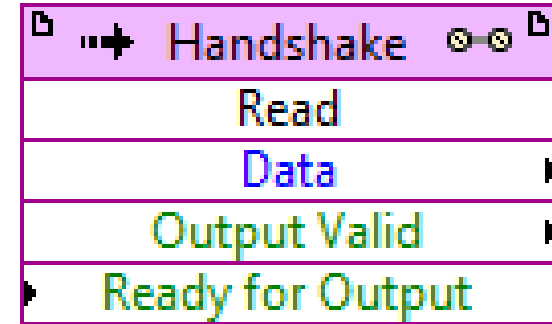 Handshake
Read
Data
Output Valid
Ready for Output